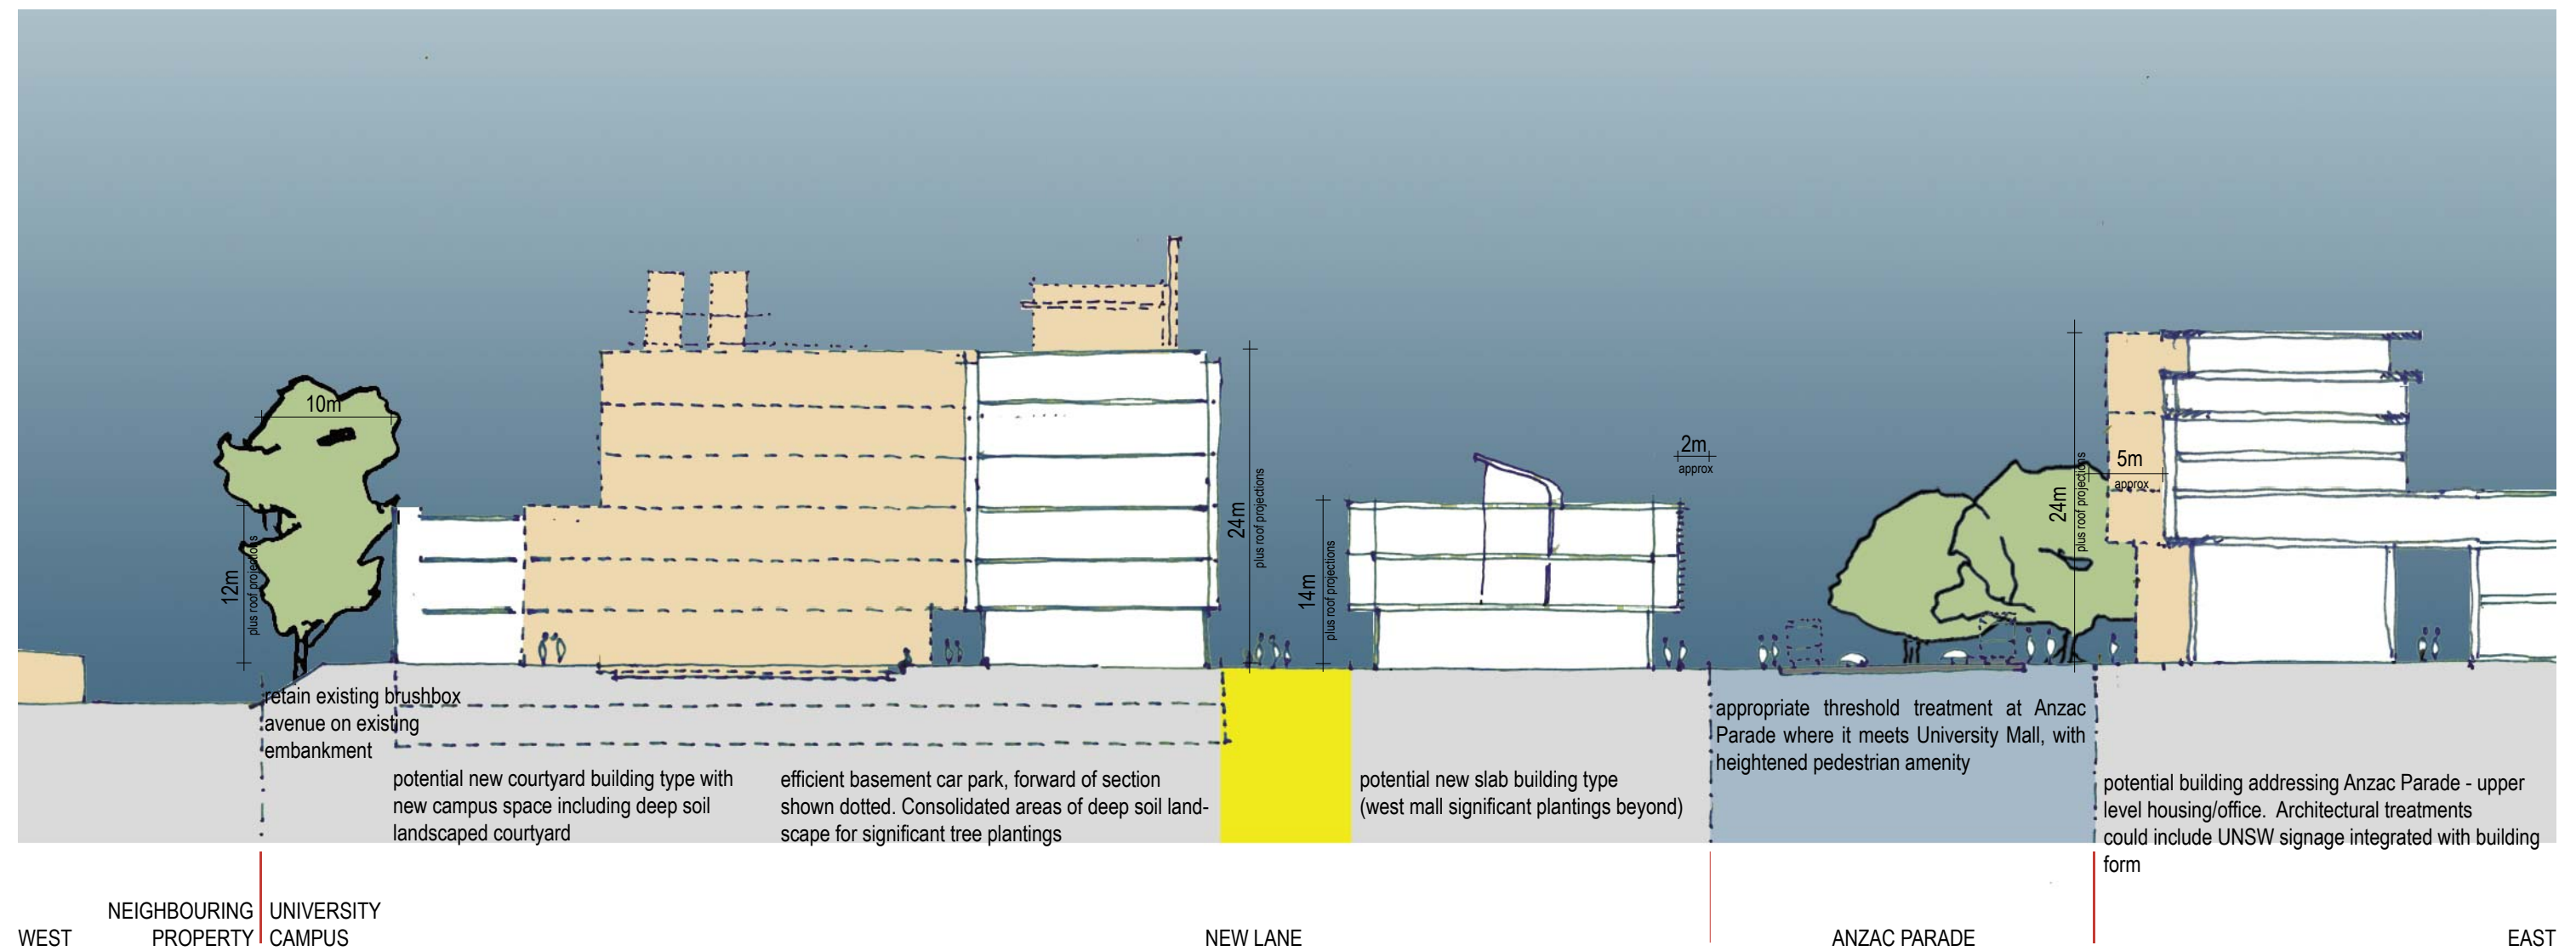 10m
12m
plus roof projections
24m
plus roof projections
14m
plus roof projections
2m
approx
24m
plus roof projections
5m
approx
retain existing brushbox
avenue on existing
embankment
potential new courtyard building type with
new campus space including deep soil
landscaped courtyard
efficient basement car park, forward of section
shown dotted. Consolidated areas of deep soil land-
scape for significant tree plantings
potential new slab building type
(west mall significant plantings beyond)
appropriate threshold treatment at Anzac
Parade where it meets University Mall, with
heightened pedestrian amenity
potential building addressing Anzac Parade - upper
level housing/office. Architectural treatments
could include UNSW signage integrated with building
form
WEST
NEIGHBOURING
PROPERTY
UNIVERSITY
CAMPUS
NEW LANE
ANZAC PARADE
EAST